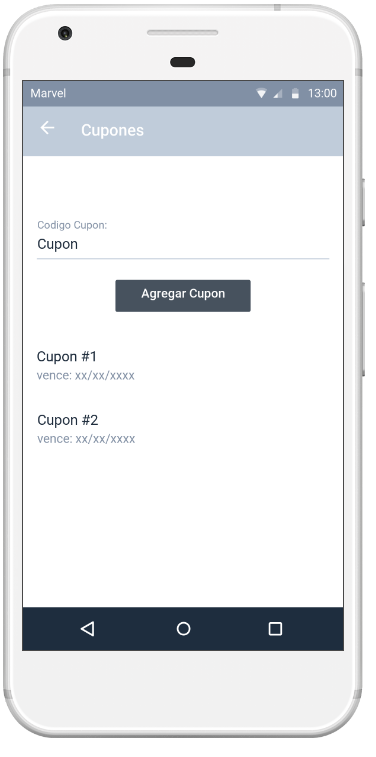 Marvel 13:00
Cupones
Codigo Cupon:
Cupon
Agregar Cupon
Cupon #1
vence: xx/xx/xxxx
Cupon #2
vence: xx/xx/xxxx